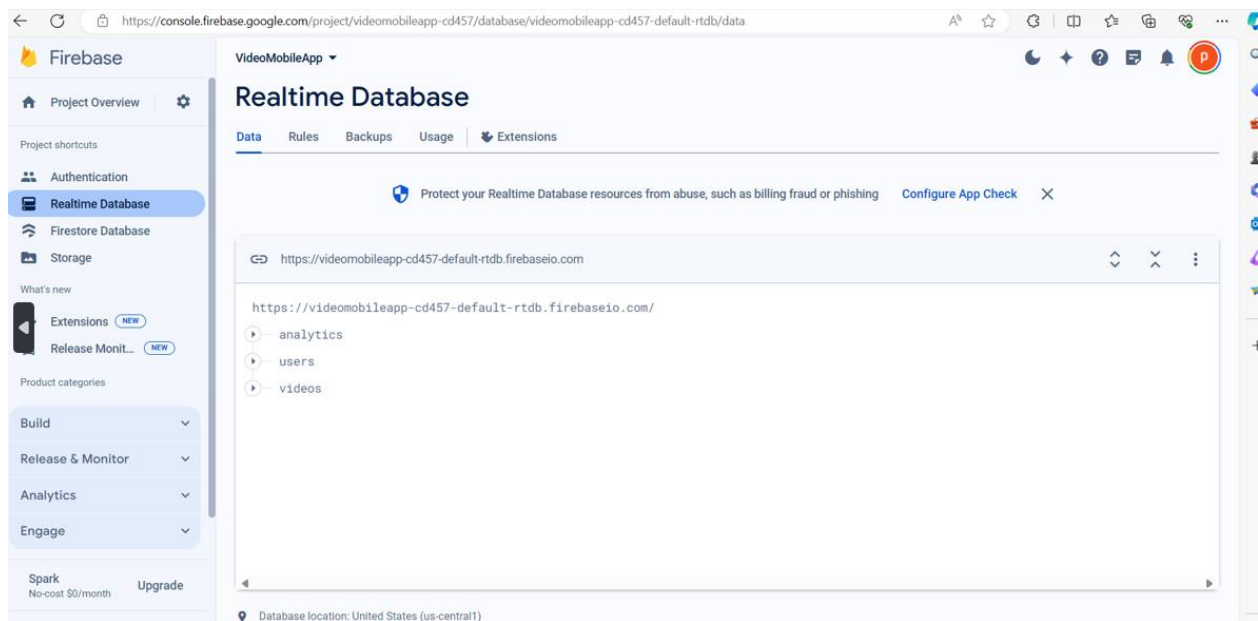 https://console.firebase.google.com/project/videomobileapp-cd457/database/videomobileapp-cd457-default-rtdb/data
Firebase
VideoMobileApp
P
Project Overview
Realtime Database
Data Rules Backups Usage Extensions
Project shortcuts
Authentication
Realtime Database
Firestore Database
Storage
What's new
Extensions NEW
Release Monit... NEW
Product categories
Build
Release & Monitor
Analytics
Engage
Spark
No-cost $0/month
Upgrade
Protect your Realtime Database resources from abuse, such as billing fraud or phishing Configure App Check
https://videomobileapp-cd457-default-rtdb.firebaseio.com
https://videomobileapp-cd457-default-rtdb.firebaseio.com/
analytics
users
videos
Database location: United States (us-central1)